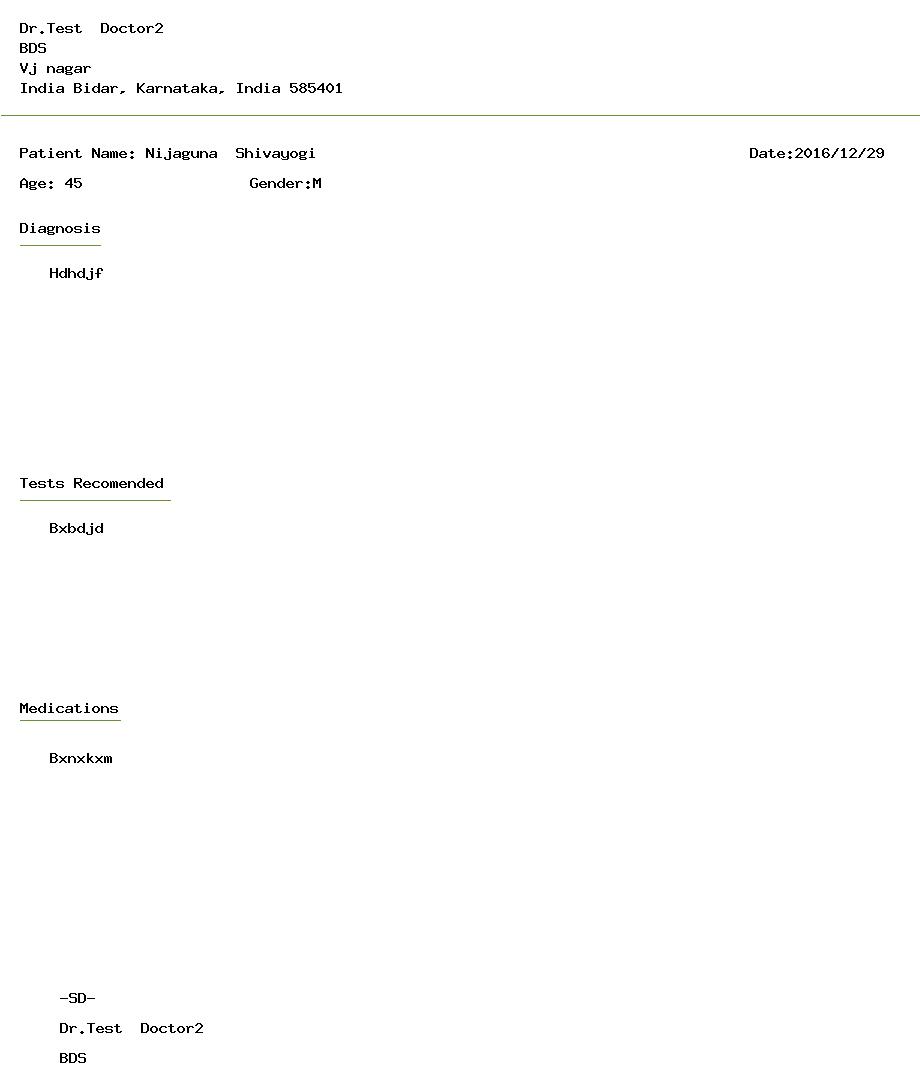 Dr.Test  Doctor2
BDS
Vj nagar
India Bidar, Karnataka, India 585401
Patient Name: Nijaguna  Shivayogi Date:2016/12/29
Age: 45 Gender:M
Diagnosis
Hdhdjf
Tests Recomended
Bxbdjd
Medications
Bxnxkxm
-SD-
Dr.Test  Doctor2
BDS